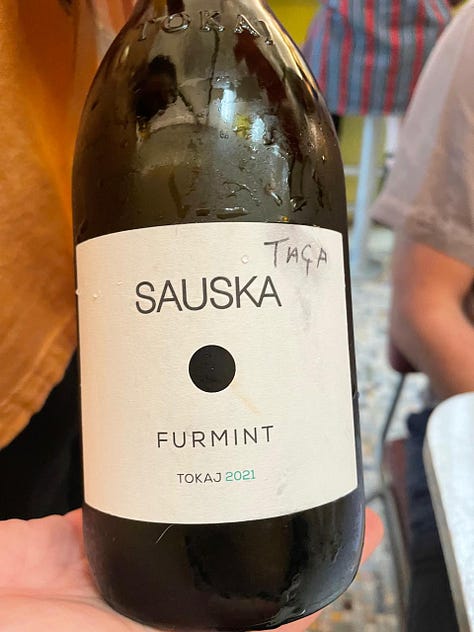 TOKAJ
TAÇA
SAUSKA
FURMINT
TOKAJ 2021